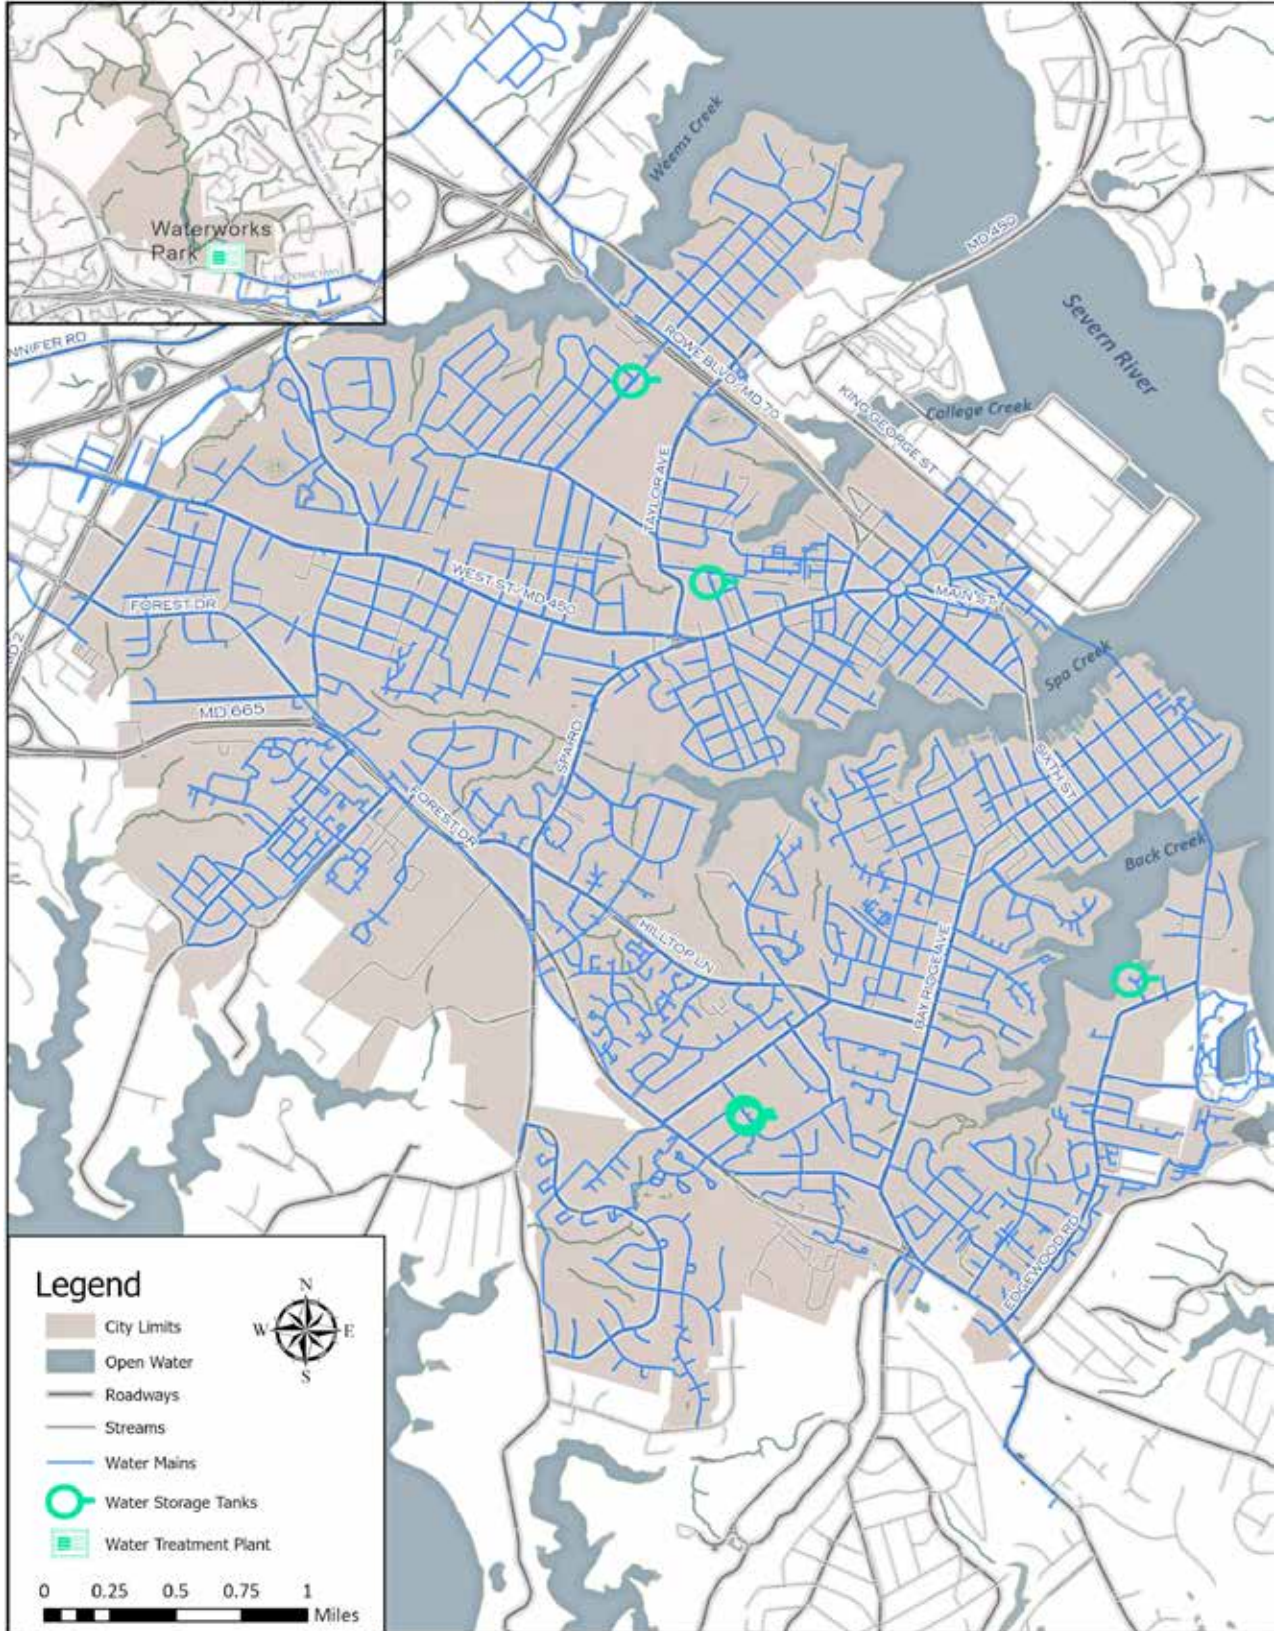 Waterworks
Park
Weems Creek
MD 450
Severn River
NNIFER RD
ROWE BLVD/MD 70
KING GEORGE ST
College Creek
TAYLOR AVE
WEST ST/MD 450
MAIN ST
FOREST DR
Spa Creek
MD 665
SPA RD
SIXTH ST
FOREST DR
Back Creek
HILLTOP LN
BAY RIDGE AVE
EDGEWOOD RD
Legend
N
W E
S
City Limits
Open Water
Roadways
Streams
Water Mains
Water Storage Tanks
Water Treatment Plant
0 0.25 0.5 0.75 1
Miles